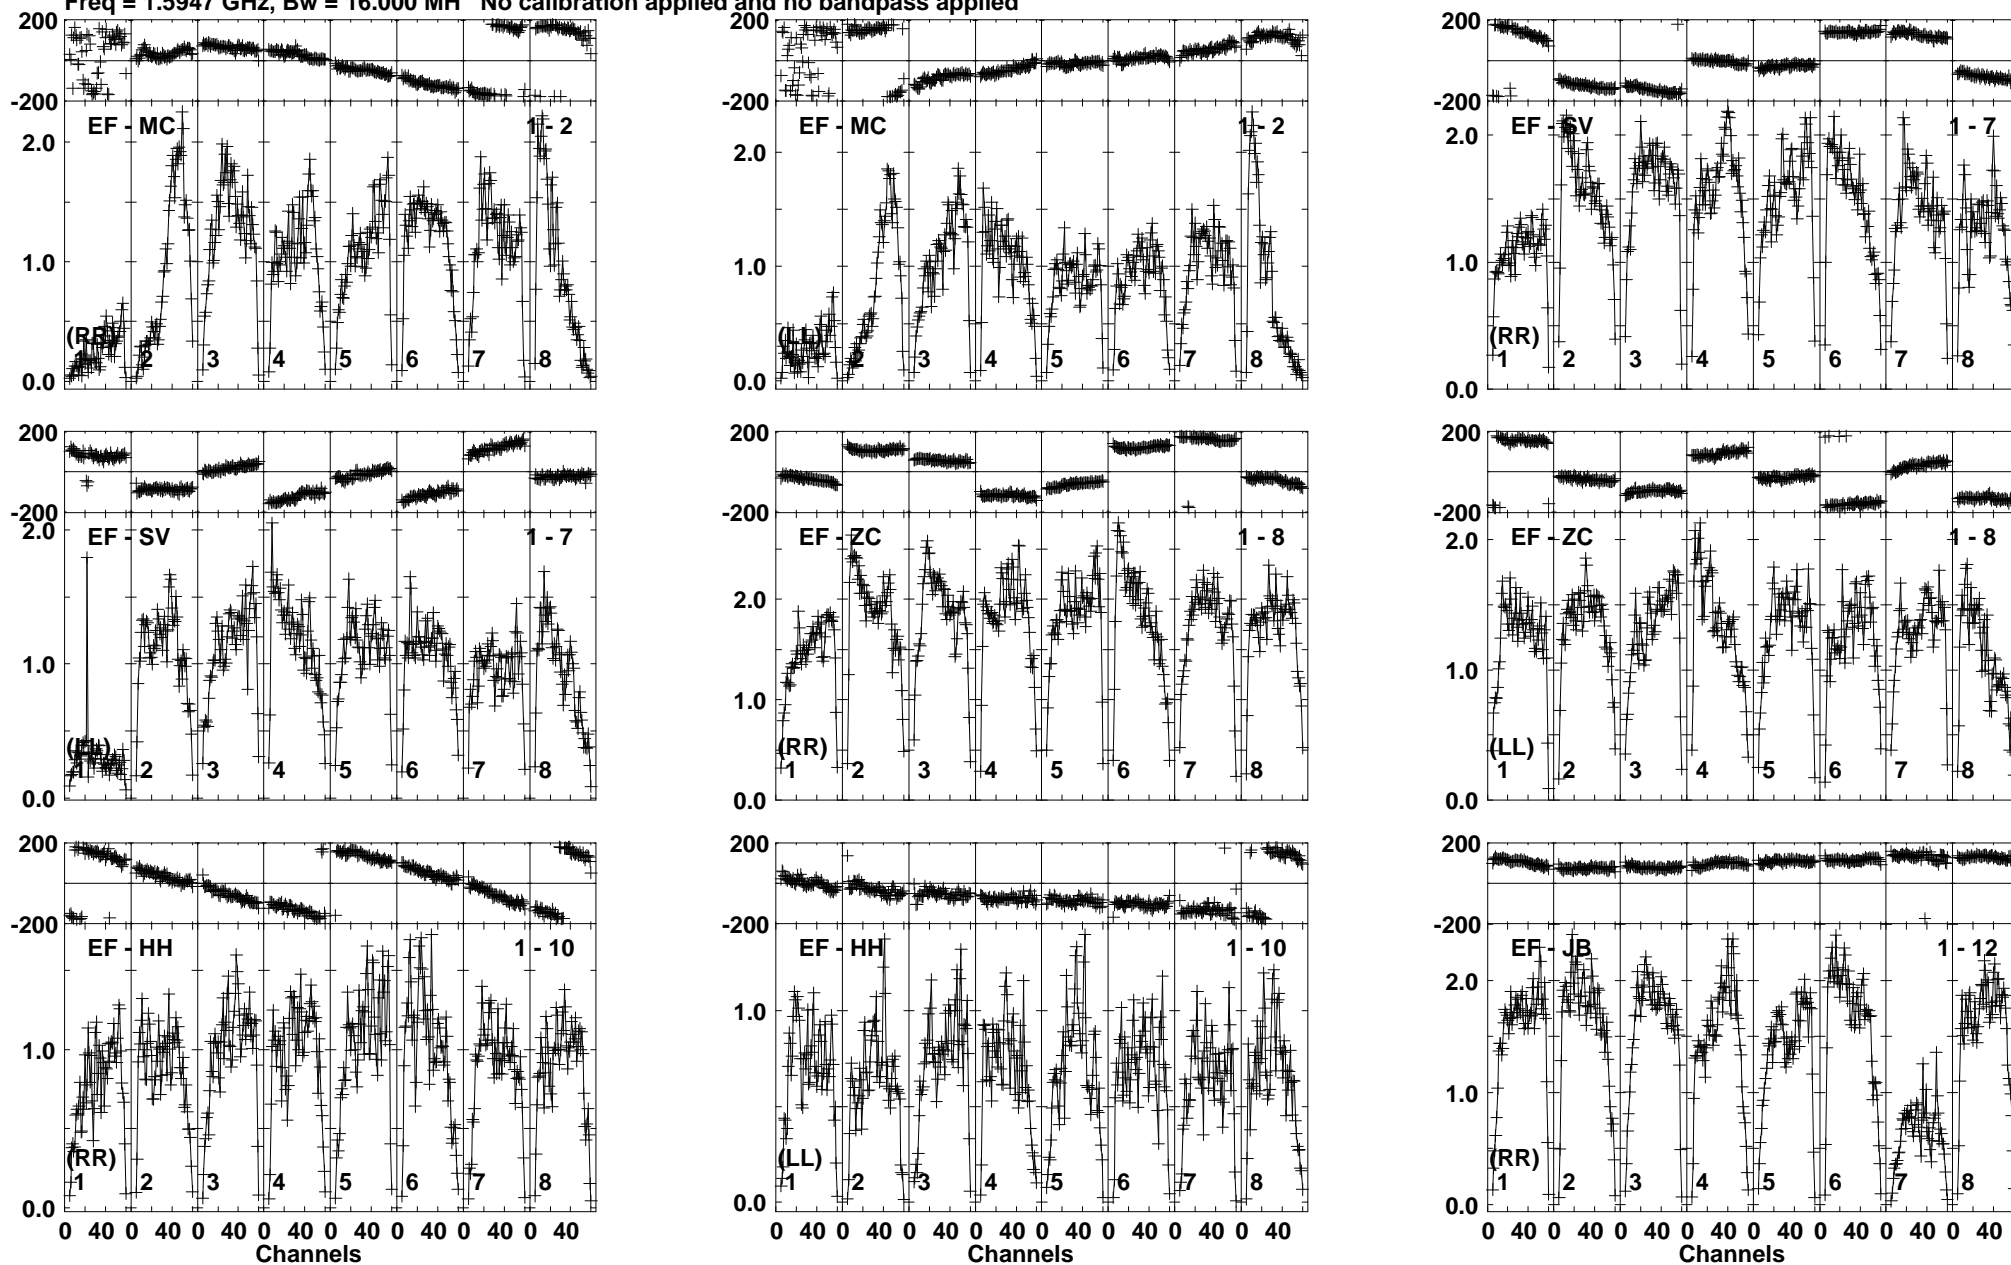 Freq = 1.5947 GHz, Bw = 16.000 MH No calibration applied and no bandpass applied
200 200 200
-200 -200 -200
EF - MC 1 - 2 EF - MC 1 - 2 EF - SV 1 - 7
2.0 2.0 2.0
1.0 1.0 1.0
(RR) (LL) (RR)
1 2 3 4 5 6 7 8 1 2 3 4 5 6 7 8 1 2 3 4 5 6 7 8
0.0 0.0 0.0
200 200 200
-200 -200 -200
EF - SV 1 - 7 EF - ZC 1 - 8 EF - ZC 1 - 8
2.0 2.0 2.0
1.0 1.0 1.0
(LL) (RR) (LL)
1 2 3 4 5 6 7 8 1 2 3 4 5 6 7 8 1 2 3 4 5 6 7 8
0.0 0.0 0.0
200 200 200
-200 -200 -200
EF - HH 1 - 10 EF - HH 1 - 10 EF - JB 1 - 12
2.0
1.0 1.0 1.0
(RR) (LL) (RR)
1 2 3 4 5 6 7 8 1 2 3 4 5 6 7 8 1 2 3 4 5 6 7 8
0.0 0.0 0.0
0 40 0 40 0 40 0 40 0 40 0 40 0 40 0 40 0 40 0 40 0 40 0 40 0 40 0 40 0 40 0 40 0 40 0 40 0 40 0 40 0 40 0 40 0 40 0 40
Channels Channels Channels